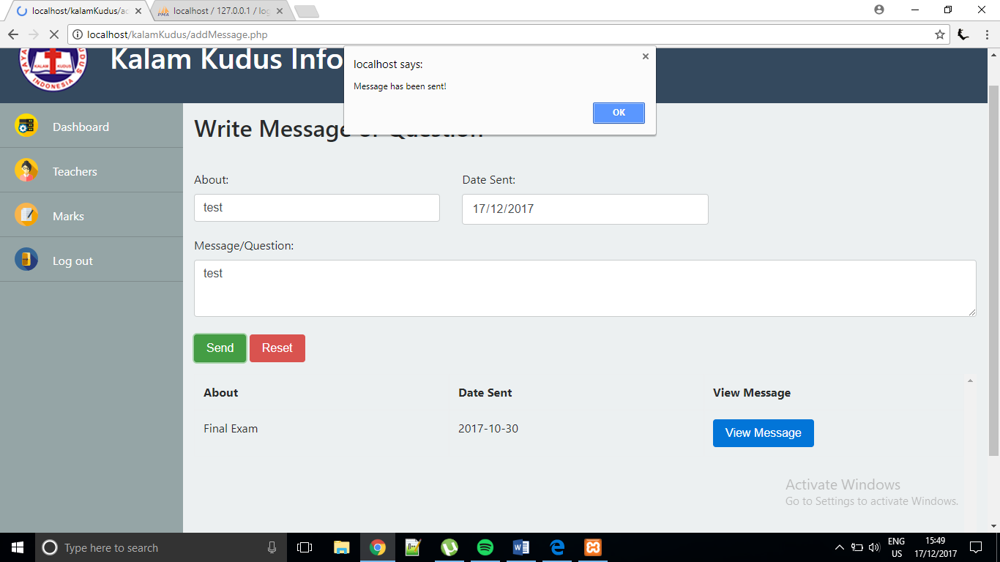 localhost/kalamKudus/ad
localhost / 127.0.0.1 / log
localhost/kalamKudus/addMessage.php
KALAM KUDUS
INDONESIA
Kalam Kudus Info
localhost says:
Message has been sent!
OK
Dashboard
Teachers
Marks
Log out
Write Message or Question
About:
Date Sent:
test
17/12/2017
Message/Question:
test
Send
Reset
About
Date Sent
View Message
Final Exam
2017-10-30
View Message
Activate Windows
Go to Settings to activate Windows.
Type here to search
ENG
US
15:49
17/12/2017